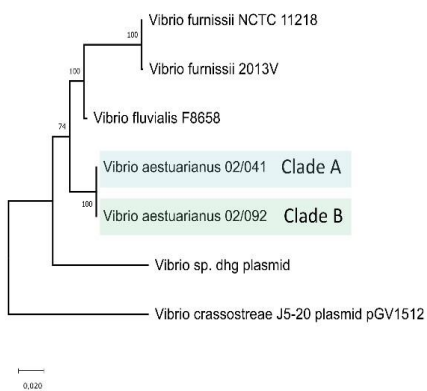 Vibrio furnissii NCTC 11218
100
Vibrio furnissii 2013V
100
Vibrio fluvialis F8658
74
Vibrio aestuarianus 02/041 Clade A
100
Vibrio aestuarianus 02/092 Clade B
Vibrio sp. dhg plasmid
Vibrio crassostreae J5-20 plasmid pGV1512
0,020